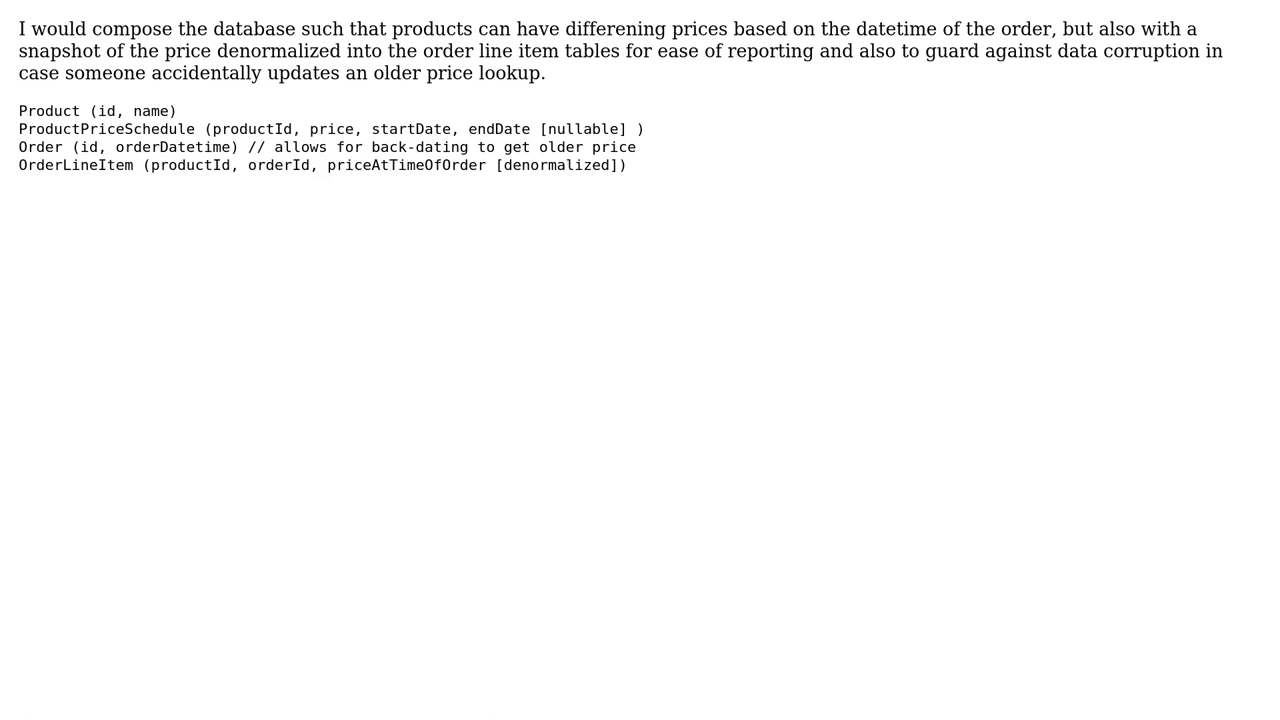 I would compose the database such that products can have differening prices based on the datetime of the order, but also with a
snapshot of the price denormalized into the order line item tables for ease of reporting and also to guard against data corruption in
case someone accidentally updates an older price lookup.
Product (id, name)
ProductPriceSchedule (productId, price, startDate, endDate [nullable] )
Order (id, orderDatetime) // allows for back-dating to get older price
OrderLineItem (productId, orderId, priceAtTimeOfOrder [denormalized])